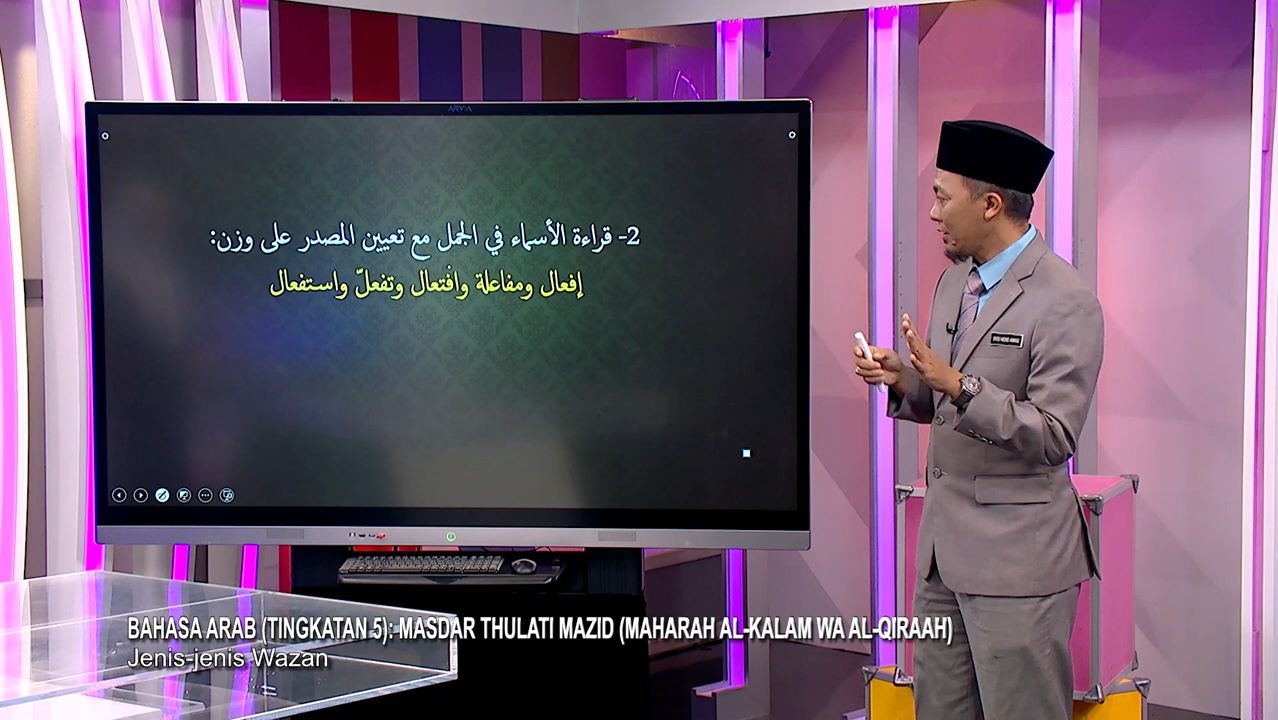 ARVIA
2- قراءة الأسماء في الجمل مع تعيين المصدر على وزن:
إفعال ومفاعلة وافتعال وتفعلّ واستفعال
BAHASA ARAB (TINGKATAN 5): MASDAR THULATI MAZID (MAHARAH AL-KALAM WA AL-QIRAAH)
Jenis-jenis Wazan